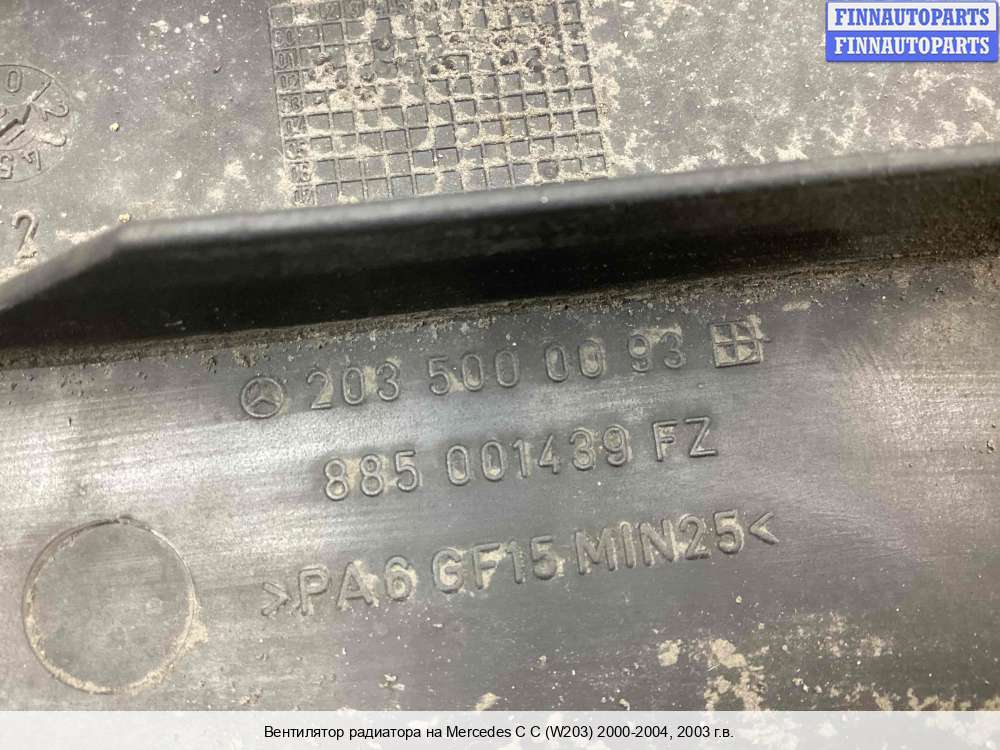 FINNAUTOPARTS
FINNAUTOPARTS
2
203 500 00 93
885 001439 FZ
>PA6 GF15 MIN25<
Вентилятор радиатора на Mercedes C C (W203) 2000-2004, 2003 г.в.